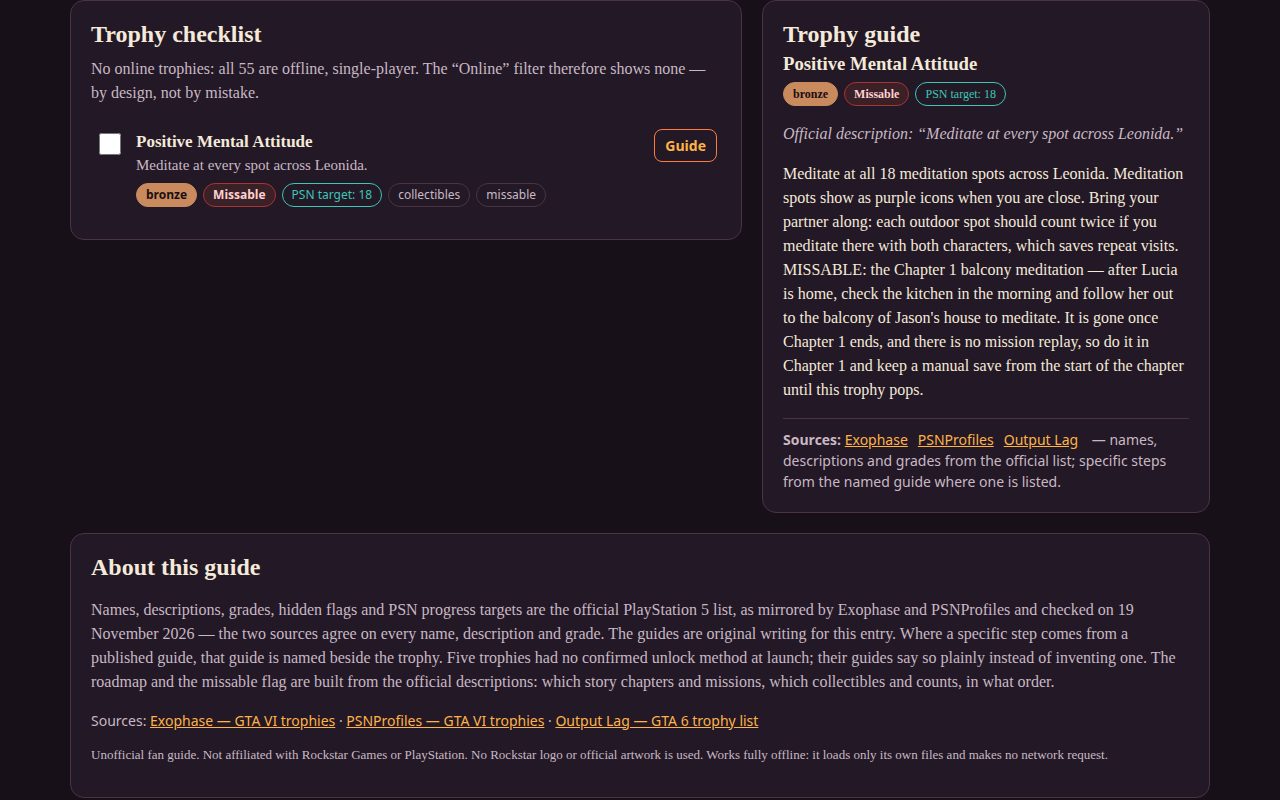 Trophy checklist
No online trophies: all 55 are offline, single-player. The “Online” filter therefore shows none —
by design, not by mistake.
Positive Mental Attitude
Guide
Meditate at every spot across Leonida.
bronze Missable PSN target: 18 collectibles missable
Trophy guide
Positive Mental Attitude
bronze Missable PSN target: 18
Official description: “Meditate at every spot across Leonida.”
Meditate at all 18 meditation spots across Leonida. Meditation
spots show as purple icons when you are close. Bring your
partner along: each outdoor spot should count twice if you
meditate there with both characters, which saves repeat visits.
MISSABLE: the Chapter 1 balcony meditation — after Lucia
is home, check the kitchen in the morning and follow her out
to the balcony of Jason's house to meditate. It is gone once
Chapter 1 ends, and there is no mission replay, so do it in
Chapter 1 and keep a manual save from the start of the chapter
until this trophy pops.
Sources: Exophase PSNProfiles Output Lag — names,
descriptions and grades from the official list; specific steps
from the named guide where one is listed.
About this guide
Names, descriptions, grades, hidden flags and PSN progress targets are the official PlayStation 5 list, as mirrored by Exophase and PSNProfiles and checked on 19
November 2026 — the two sources agree on every name, description and grade. The guides are original writing for this entry. Where a specific step comes from a
published guide, that guide is named beside the trophy. Five trophies had no confirmed unlock method at launch; their guides say so plainly instead of inventing one. The
roadmap and the missable flag are built from the official descriptions: which story chapters and missions, which collectibles and counts, in what order.
Sources: Exophase — GTA VI trophies · PSNProfiles — GTA VI trophies · Output Lag — GTA 6 trophy list
Unofficial fan guide. Not affiliated with Rockstar Games or PlayStation. No Rockstar logo or official artwork is used. Works fully offline: it loads only its own files and makes no network request.